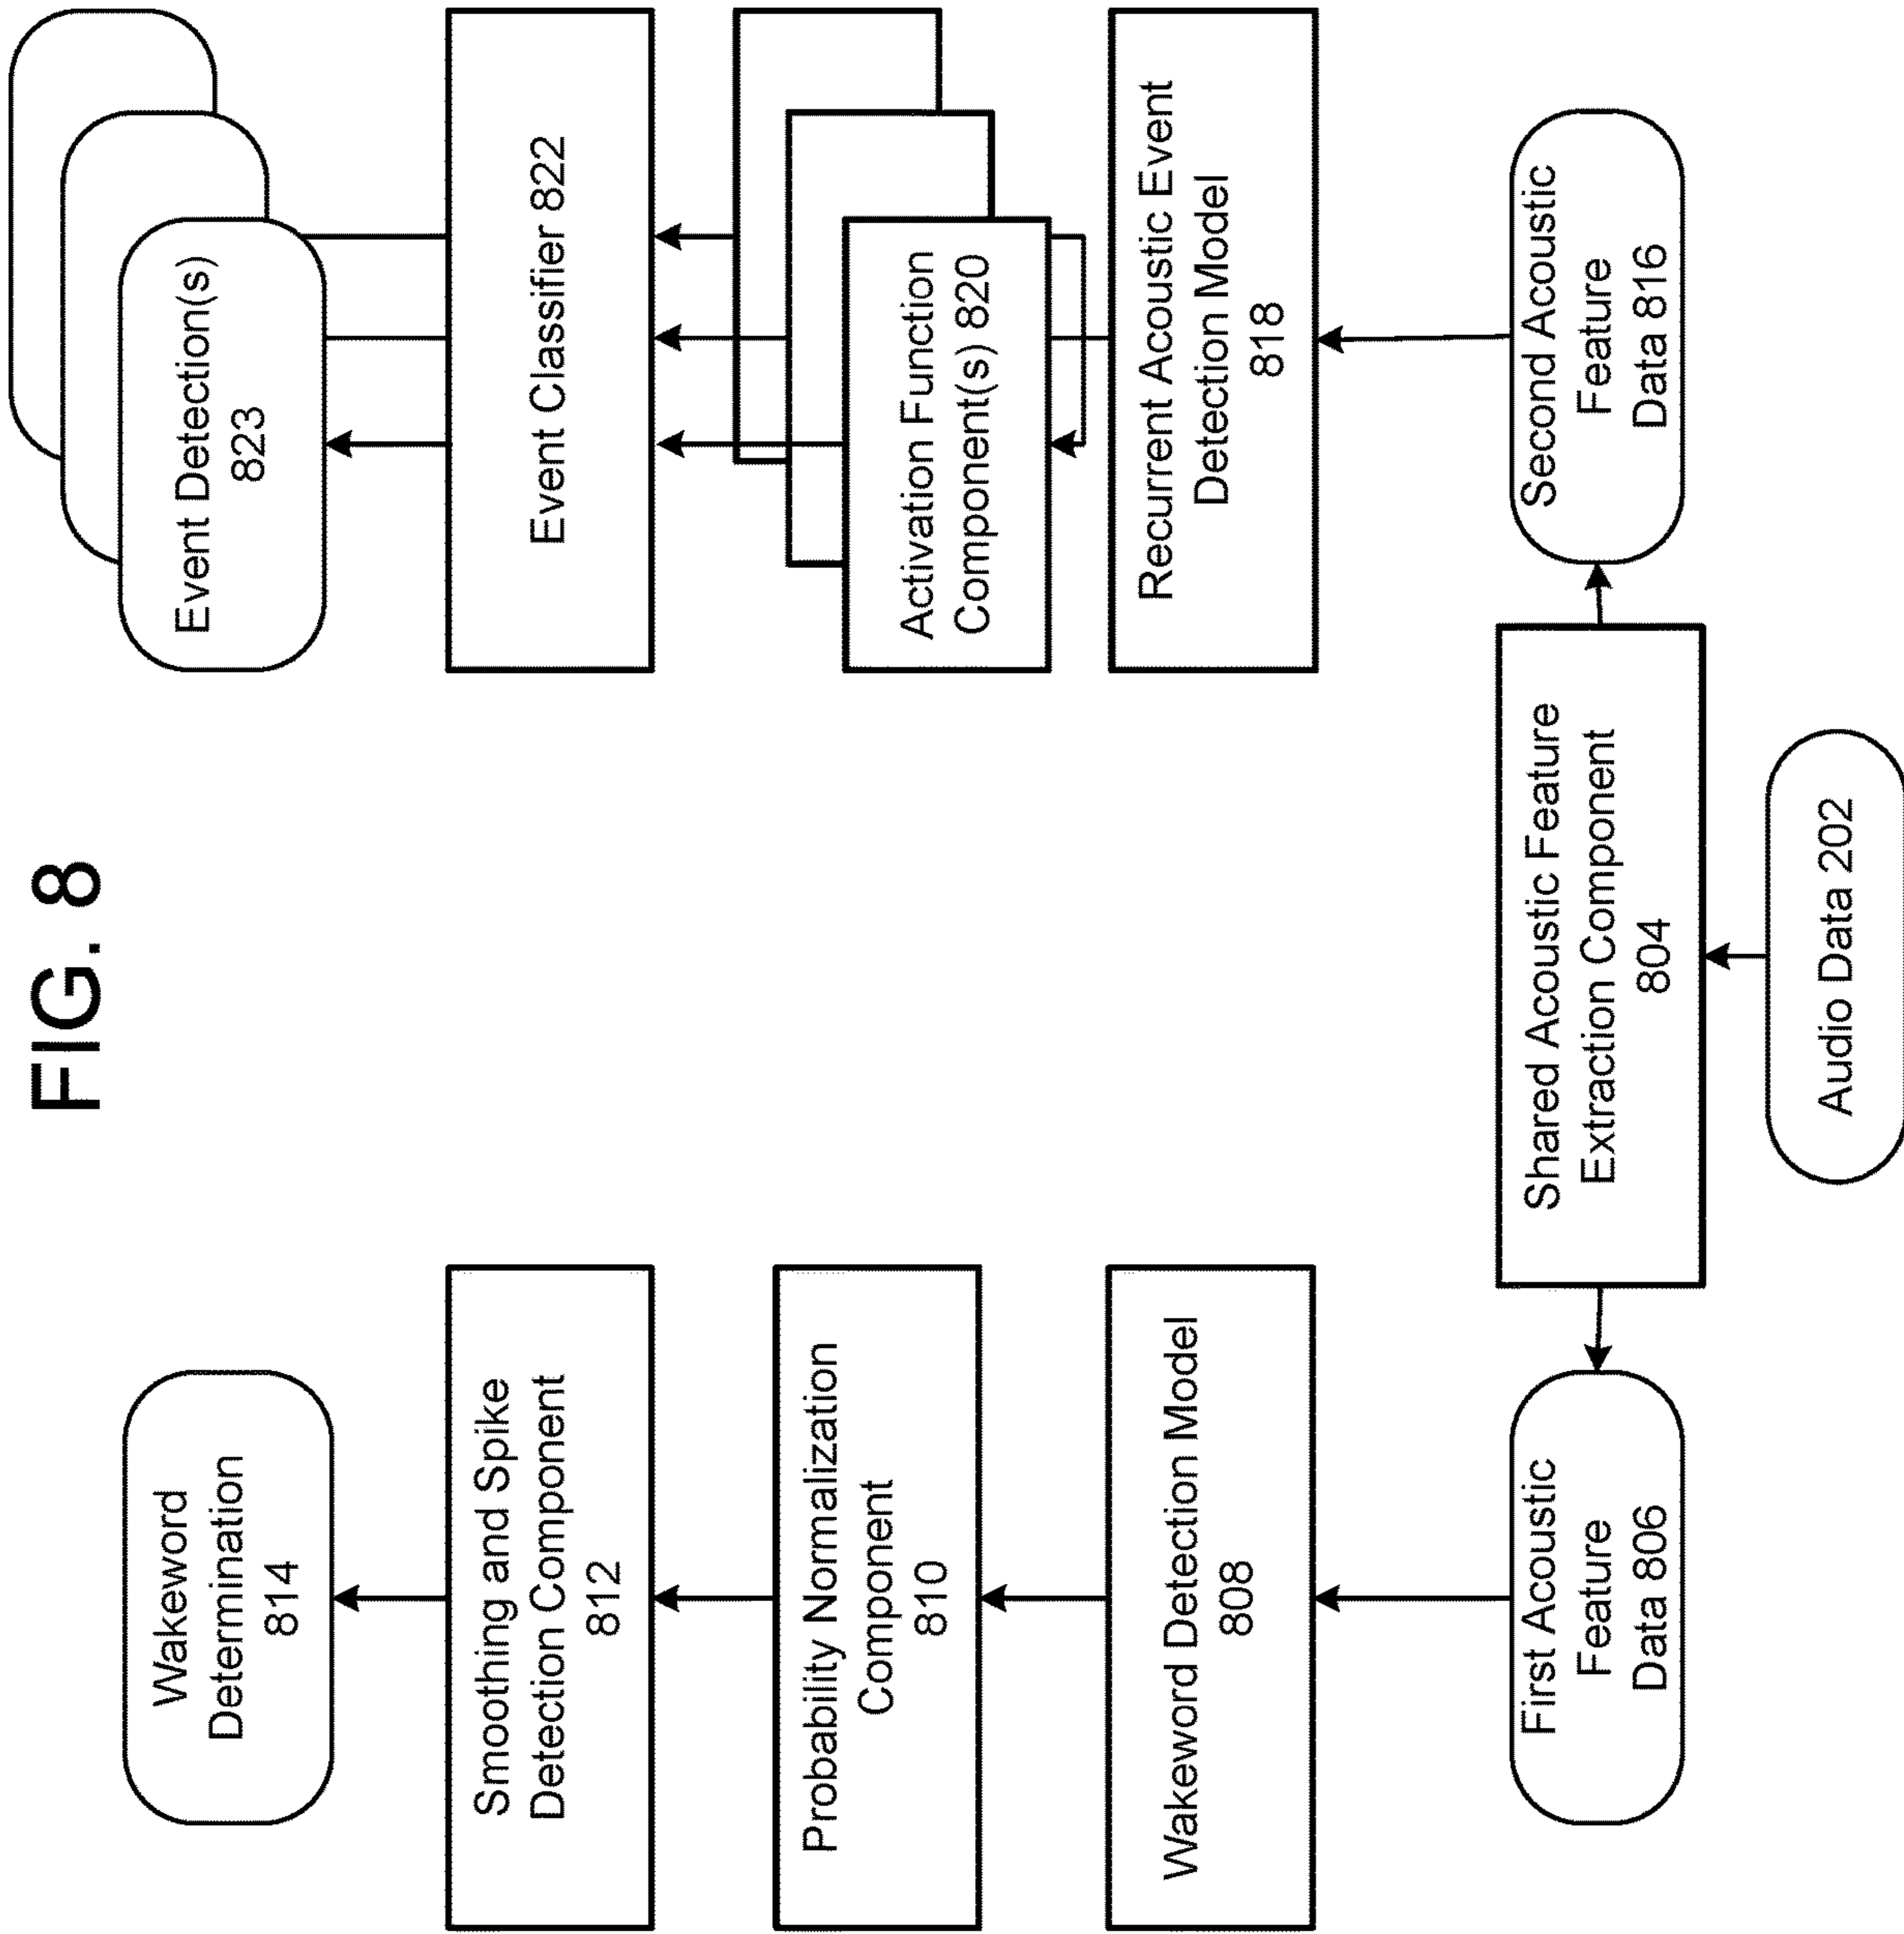 FIG. 8
Wakeword
Determination
814
Smoothing and Spike
Detection Component
812
Probability Normalization
Component
810
Wakeword Detection Model
808
First Acoustic
Feature
Data 806
Shared Acoustic Feature
Extraction Component
804
Audio Data 202
Event Detection(s)
823
Event Classifier 822
Activation Function
Component(s) 820
Recurrent Acoustic Event
Detection Model
818
Second Acoustic
Feature
Data 816